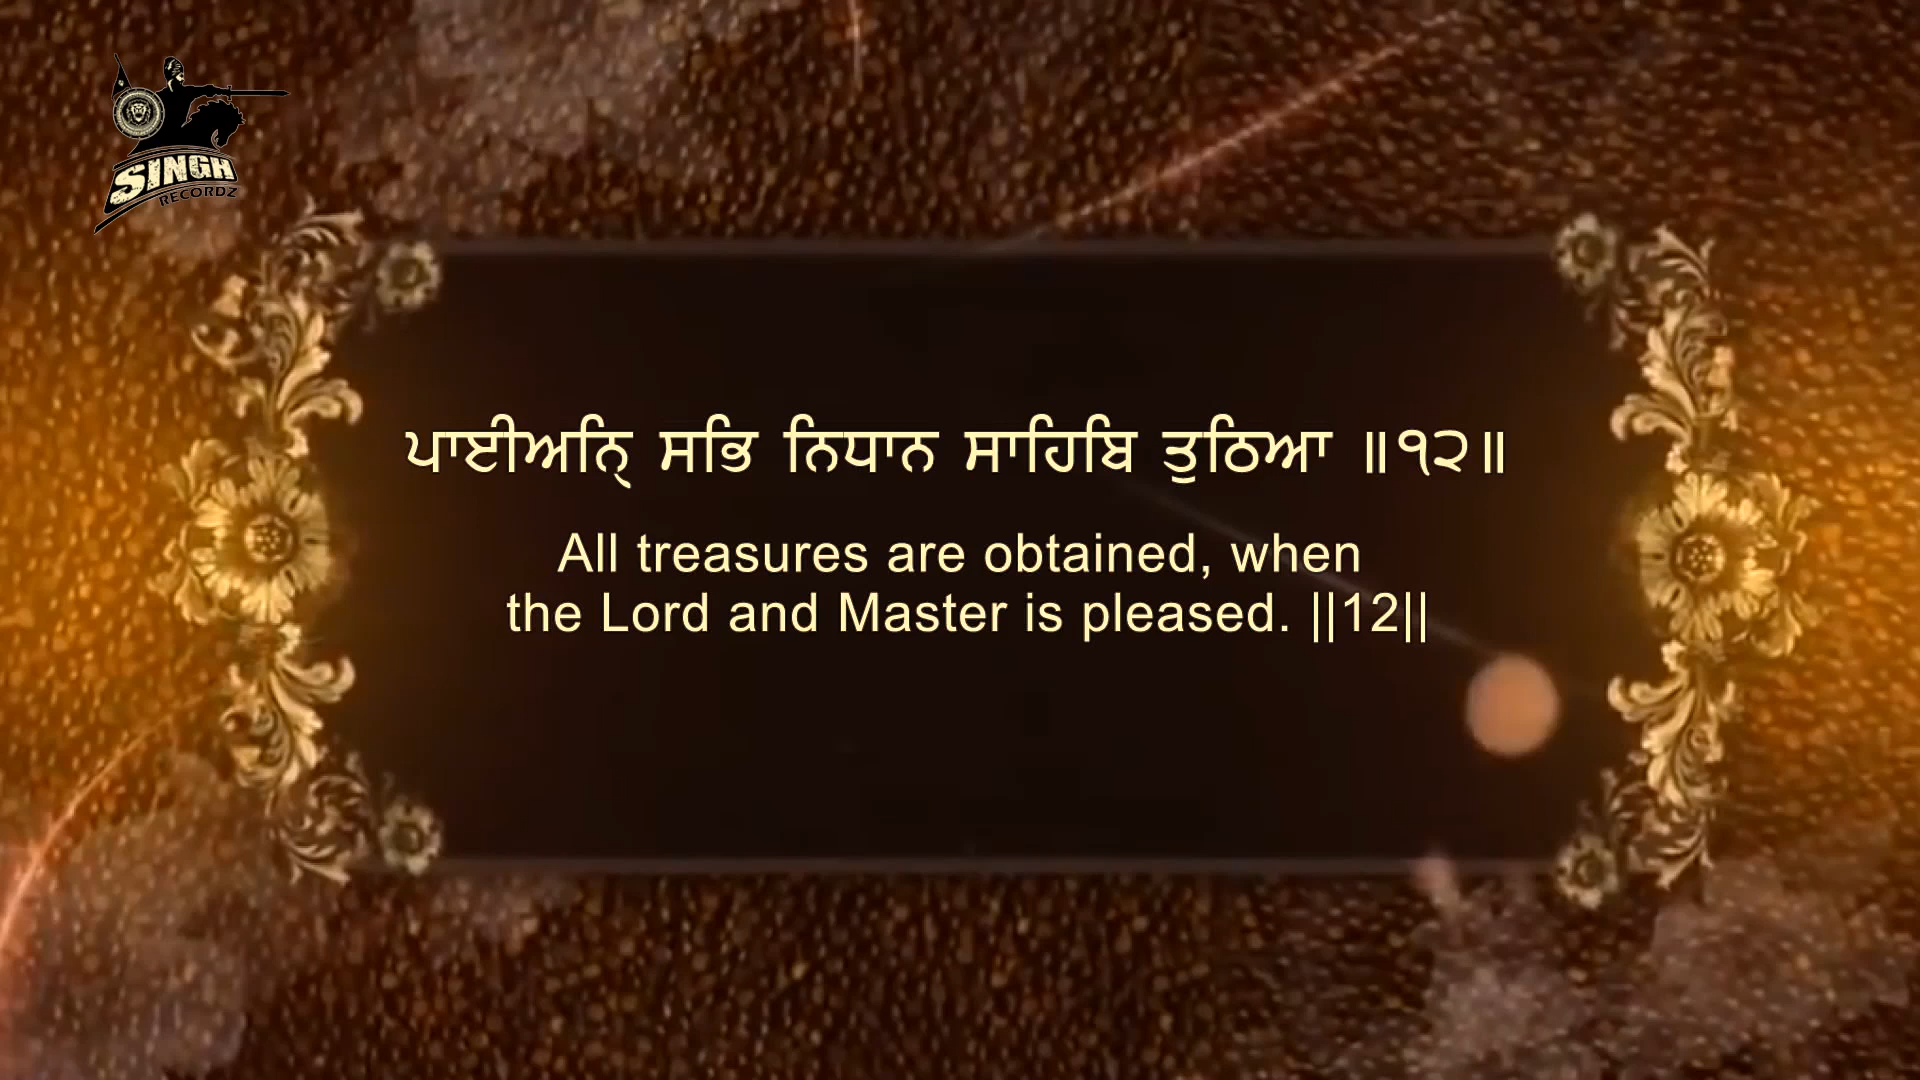 SINGH
RECORDZ
ਪਾਈਅਨ੍ਹਿ ਸਭਿ ਨਿਧਾਨ ਸਾਹਿਬਿ ਤੁਠਿਆ ॥੧੨॥
All treasures are obtained, when
the Lord and Master is pleased. ||12||